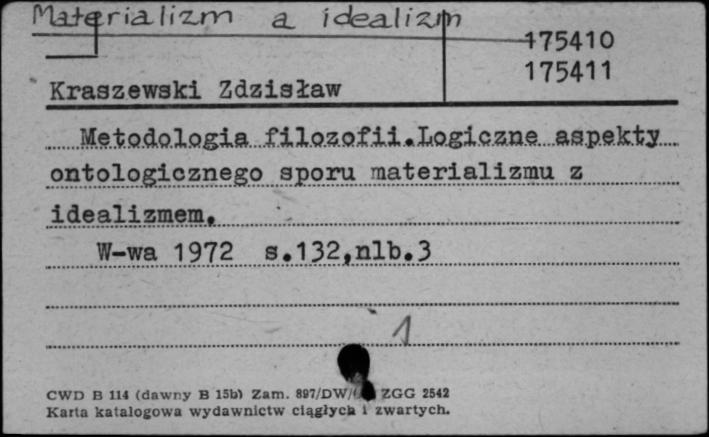 Materializm a idealizm
175410
175411
Kraszewski Zdzisław
Metodologia filozofii.Logiczne aspekty
ontologicznego sporu materializmu z
idealizmem.
W-wa 1972 s.132,nlb.3
1
CWD B 114 (dawny B 15b) Zam. 897/DW/ ZGG 2542
Karta katalogowa wydawnictw ciągłych i zwartych.